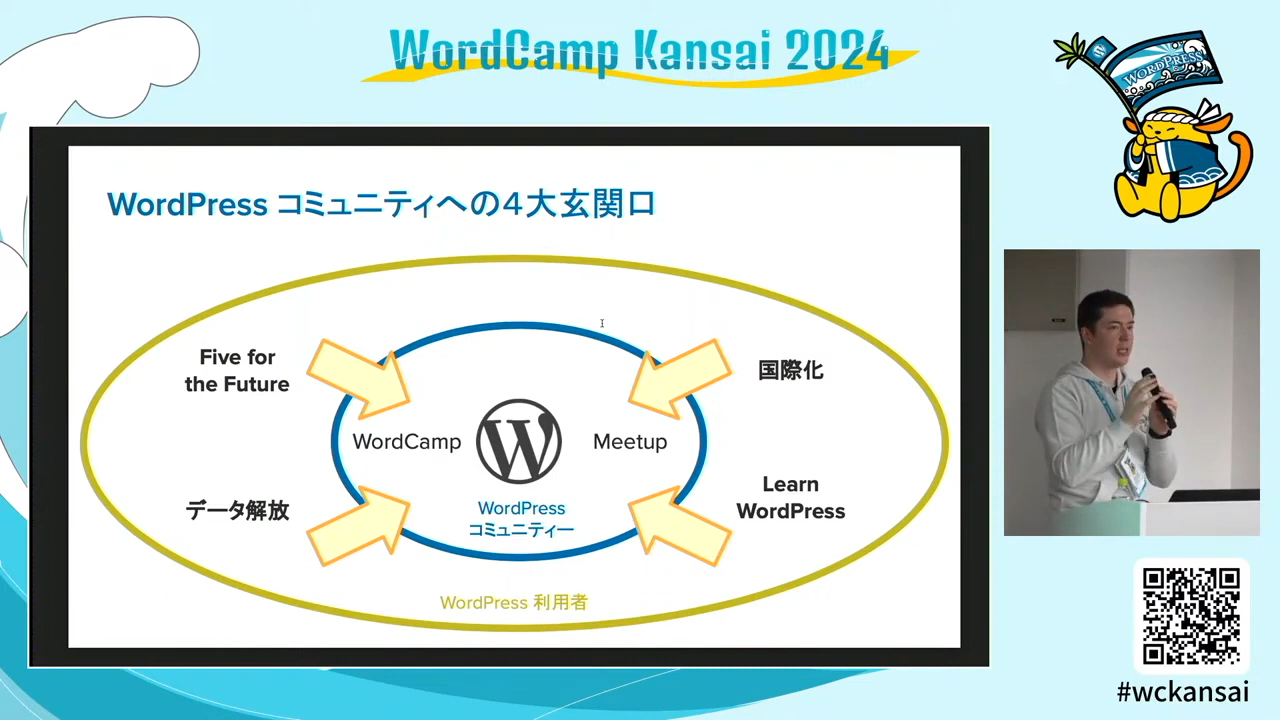 WordCamp Kansai 2024
WORDPRESS
WordPress コミュニティへの4大玄関口
Five for
the Future
国際化
WordCamp
Meetup
データ解放
Learn
WordPress
WordPress
コミュニティー
WordPress 利用者
#wckansai